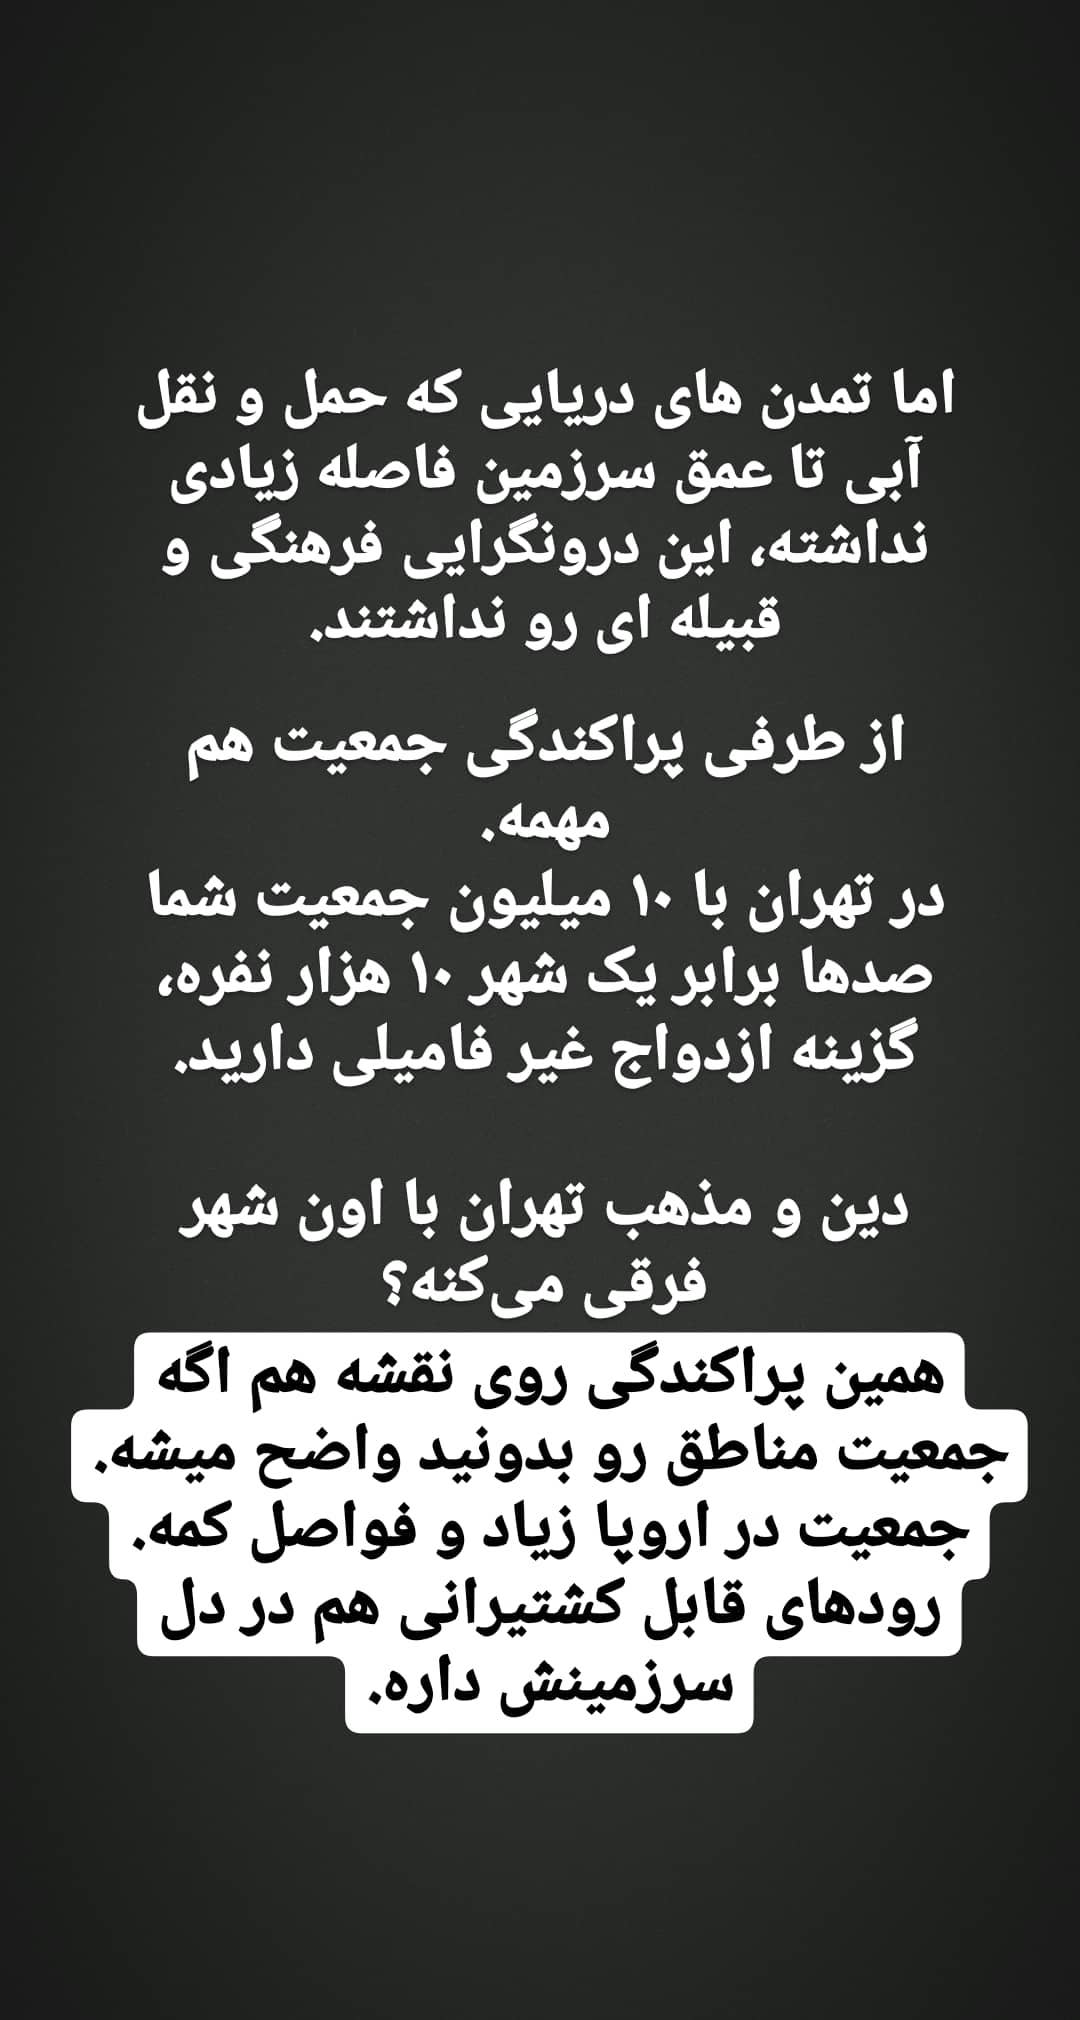 اما تمدن های دریایی که حمل و نقل
آبی تا عمق سرزمین فاصله زیادی
نداشته، این درونگرایی فرهنگی و
قبیله ای رو نداشتند.
از طرفی پراکندگی جمعیت هم
مهمه.
در تهران با ۱۰ میلیون جمعیت شما
صدها برابر یک شهر ۱۰ هزار نفره،
گزینه ازدواج غیر فامیلی دارید.
دین و مذهب تهران با اون شهر
فرقی می‌کنه؟
همین پراکندگی روی نقشه هم اگه
جمعیت مناطق رو بدونید واضح میشه.
جمعیت در اروپا زیاد و فواصل کمه.
رودهای قابل کشتیرانی هم در دل
سرزمینش داره.